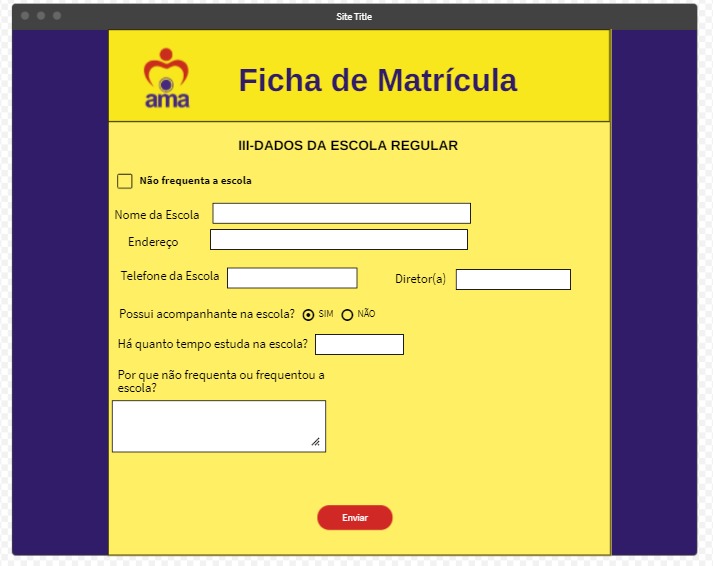 Site Title
ama
Ficha de Matrícula
III-DADOS DA ESCOLA REGULAR
Não frequenta a escola
Nome da Escola
Endereço
Telefone da Escola Diretor(a)
Possui acompanhante na escola? SIM NÃO
Há quanto tempo estuda na escola?
Por que não frequenta ou frequentou a
escola?
Enviar